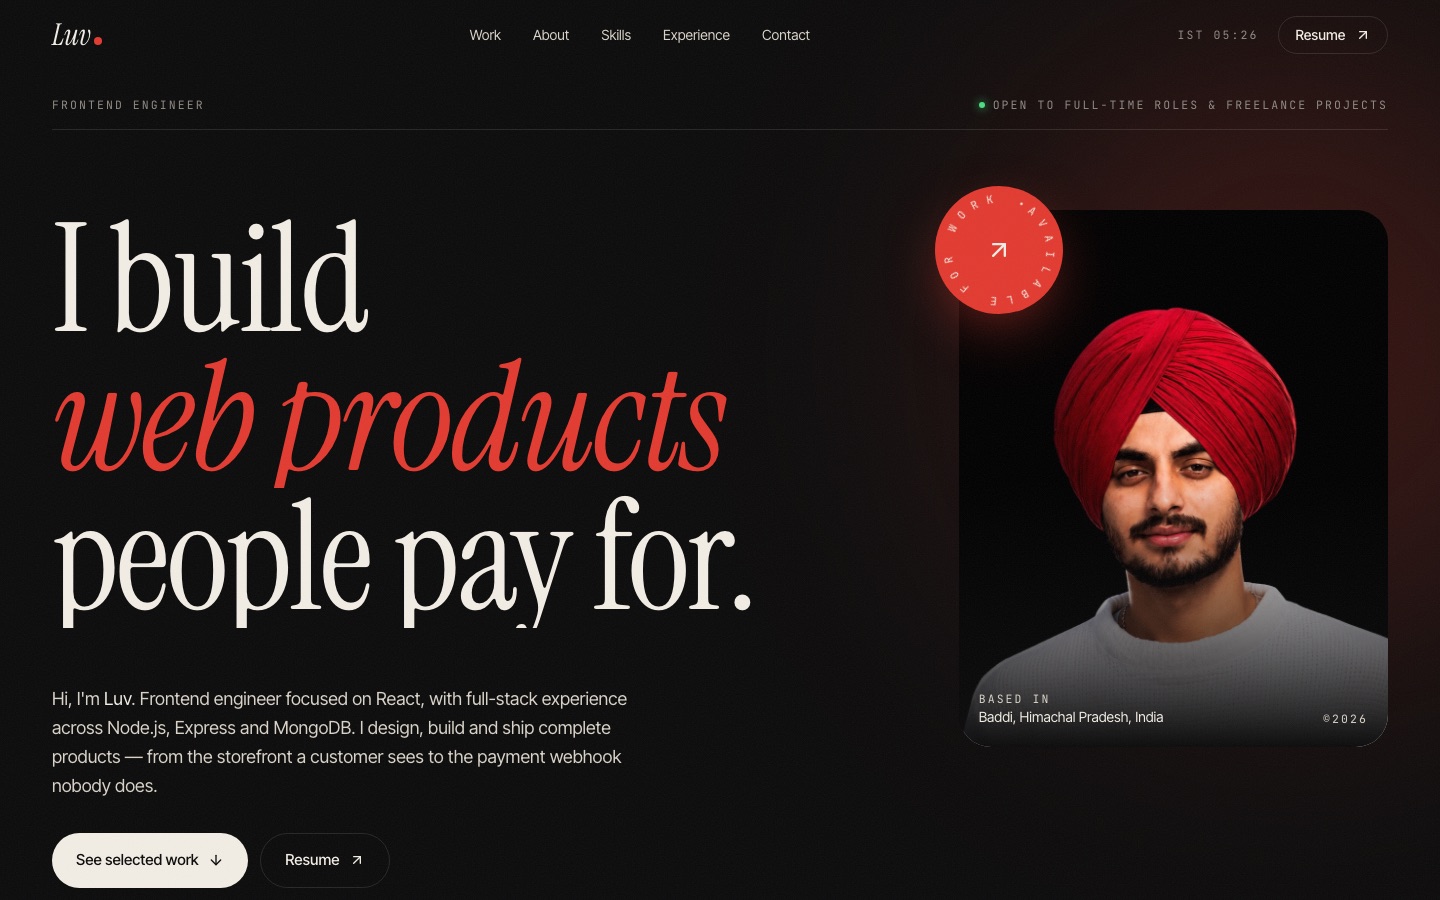 Luv.
Work About Skills Experience Contact
IST 05:26
Resume
FRONTEND ENGINEER
OPEN TO FULL-TIME ROLES & FREELANCE PROJECTS
I build
web products
people pay for.
• AVAILABLE FOR WORK
Hi, I'm Luv. Frontend engineer focused on React, with full-stack experience
across Node.js, Express and MongoDB. I design, build and ship complete
products — from the storefront a customer sees to the payment webhook
nobody does.
See selected work
Resume
BASED IN
Baddi, Himachal Pradesh, India
©2026